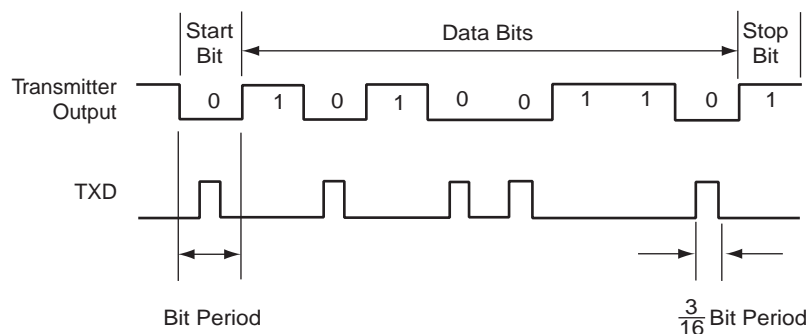 Start Bit
Data Bits
Stop Bit
Transmitter Output
0 1 0 1 0 0 1 1 0 1
TXD
Bit Period
3/16 Bit Period